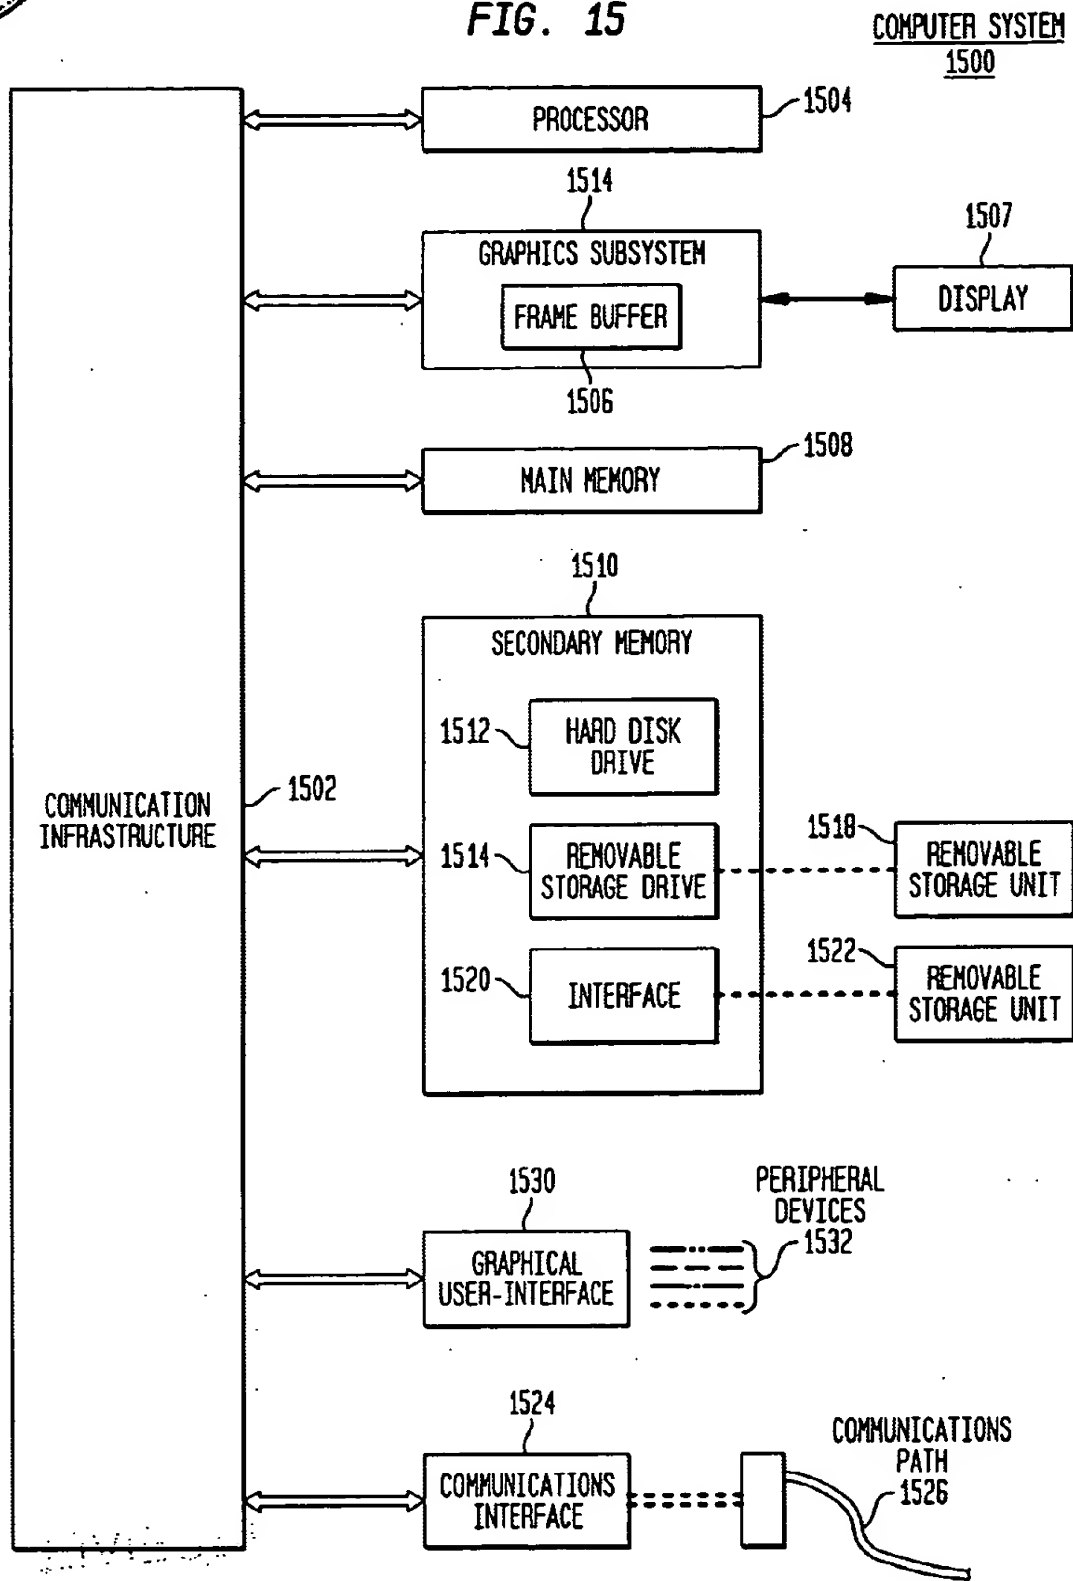 FIG. 15
COMPUTER SYSTEM
1500
PROCESSOR
1504
1514
GRAPHICS SUBSYSTEM
FRAME BUFFER
1506
1507
DISPLAY
1508
MAIN MEMORY
1510
SECONDARY MEMORY
1512
HARD DISK
DRIVE
1502
COMMUNICATION
INFRASTRUCTURE
1514
REMOVABLE
STORAGE DRIVE
1518
REMOVABLE
STORAGE UNIT
1520
INTERFACE
1522
REMOVABLE
STORAGE UNIT
1530
GRAPHICAL
USER-INTERFACE
PERIPHERAL
DEVICES
1532
1524
COMMUNICATIONS
INTERFACE
COMMUNICATIONS
PATH
1526